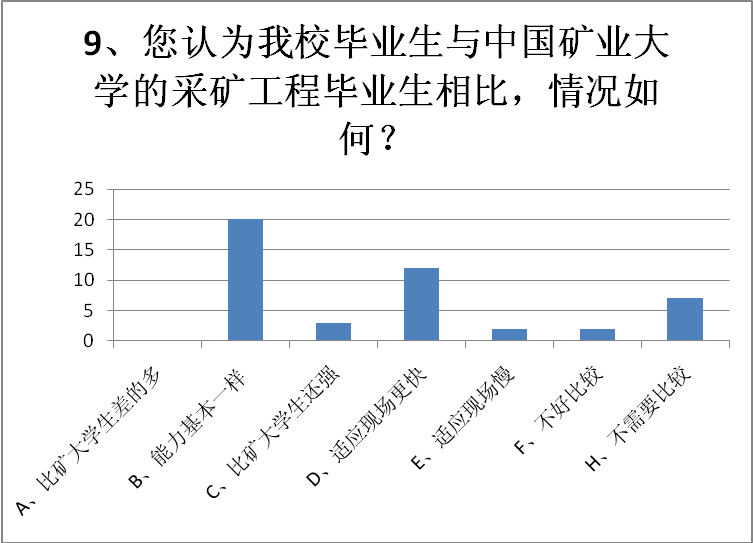 9、您认为我校毕业生与中国矿业大
学的采矿工程毕业生相比，情况如
何？
25
20
15
10
5
0
A、比矿大学生差的多
B、能力基本一样
C、比矿大学生还强
D、适应现场更快
E、适应现场慢
F、不好比较
H、不需要比较